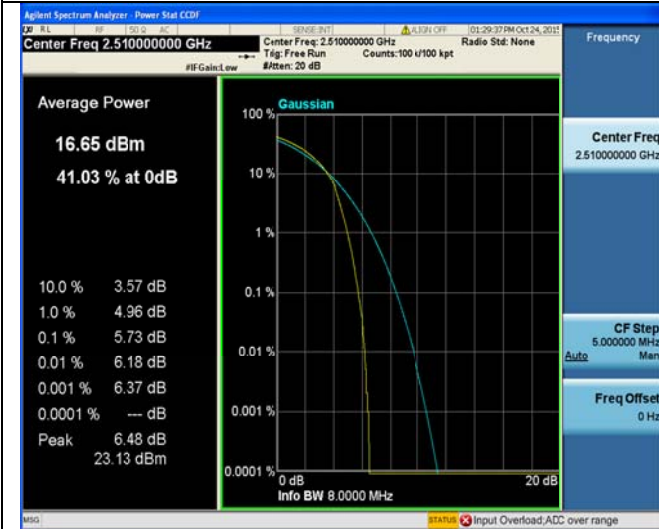 Agilent Spectrum Analyzer - Power Stat CCDF
RL RF 50 Ω AC SENSE:INT ALIGN OFF 01:29:37 PM Oct 24, 2015
Center Freq 2.510000000 GHz
Center Freq: 2.510000000 GHz Radio Std: None
Trig: Free Run Counts:100 k/100 kpt
#IFGain:Low #Atten: 20 dB
Frequency
Average Power
16.65 dBm
41.03 % at 0dB
10.0 % 3.57 dB
1.0 % 4.96 dB
0.1 % 5.73 dB
0.01 % 6.18 dB
0.001 % 6.37 dB
0.0001 % --- dB
Peak 6.48 dB
23.13 dBm
Gaussian
100 %
10 %
1 %
0.1 %
0.01 %
0.001 %
0.0001 %
0 dB 20 dB
Info BW 8.0000 MHz
Center Freq
2.510000000 GHz
CF Step
5.000000 MHz
Auto Man
Freq Offset
0 Hz
MSG STATUS Input Overload;ADC over range